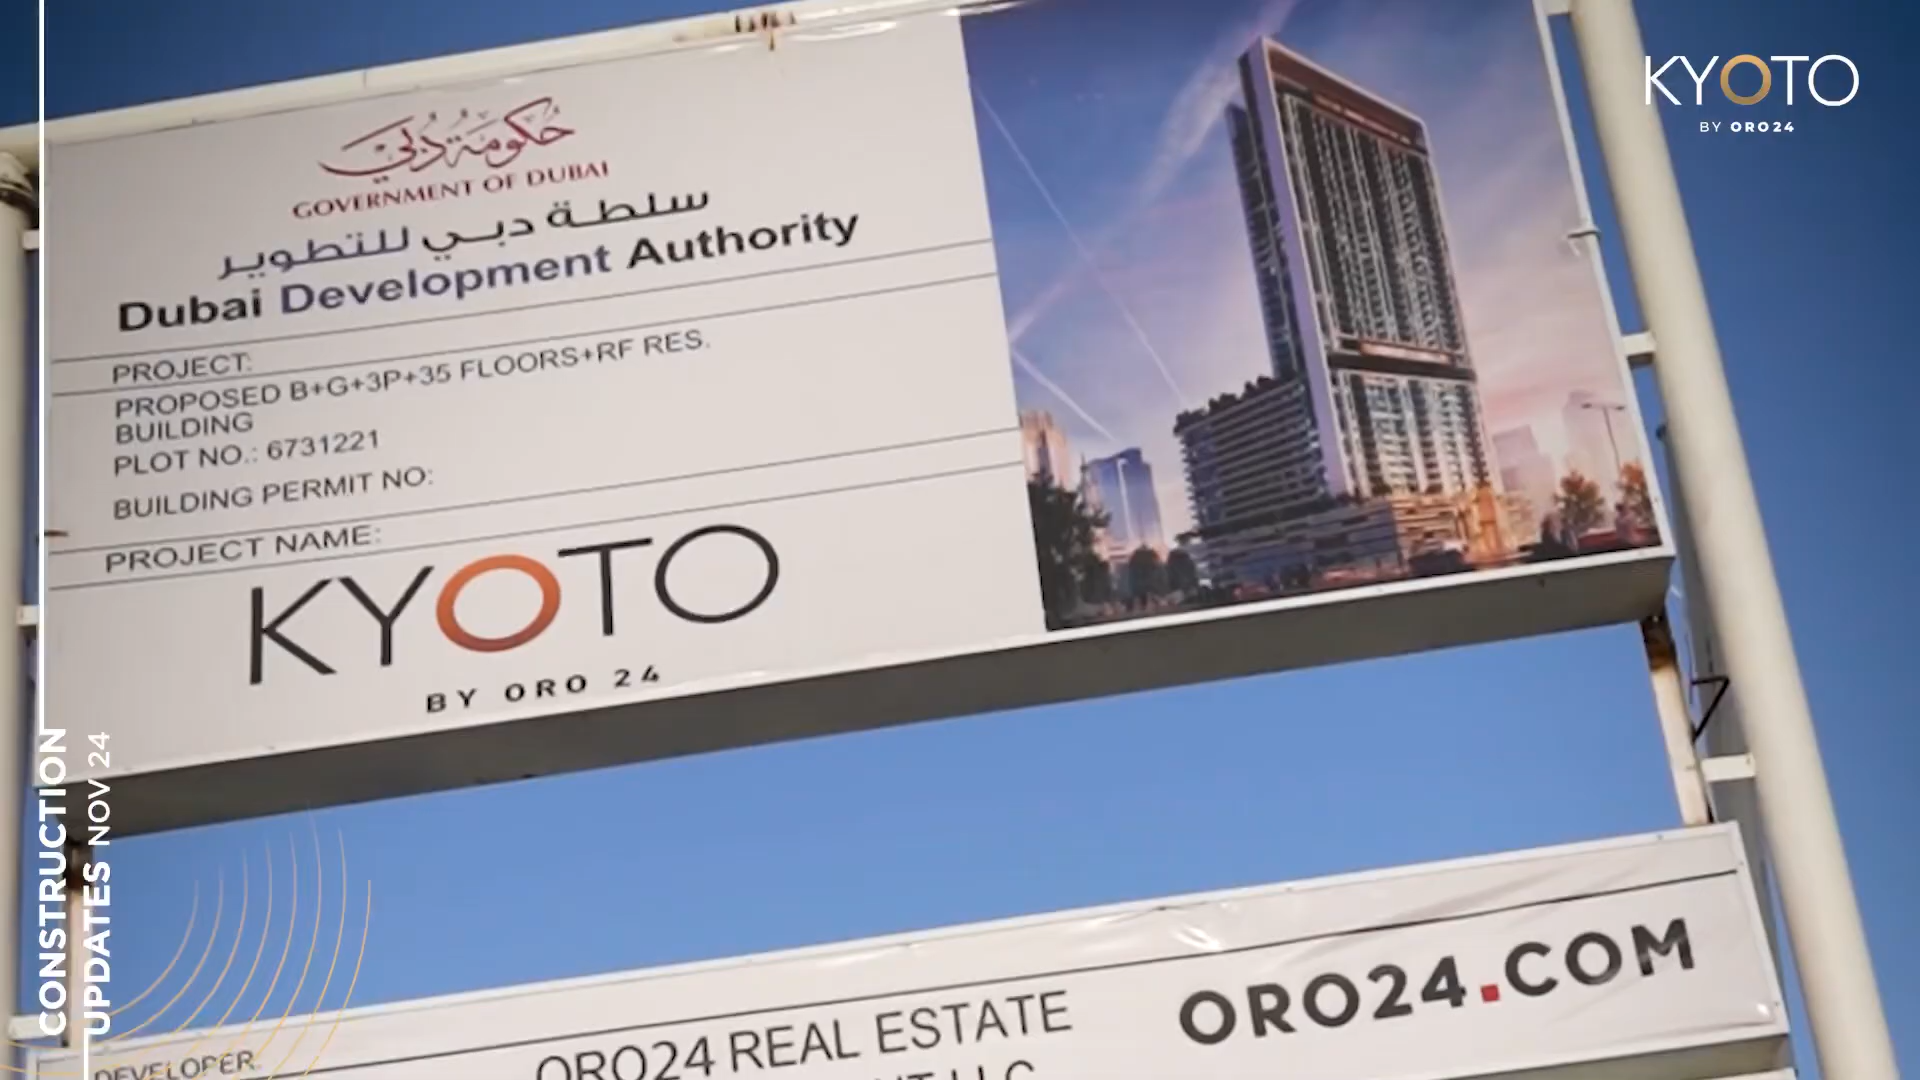 KYOTO
BY ORO24
حكومة دبي
GOVERNMENT OF DUBAI
سلطة دبي للتطوير
Dubai Development Authority
PROJECT:
PROPOSED B+G+3P+35 FLOORS+RF RES.
BUILDING
PLOT NO.: 6731221
BUILDING PERMIT NO:
PROJECT NAME:
KYOTO
BY ORO 24
CONSTRUCTION
UPDATES NOV 24
ORO24.COM
DEVELOPER:
ORO24 REAL ESTATE
LLC